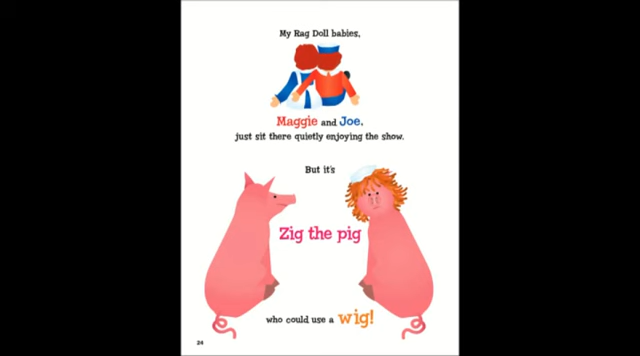 My Rag Doll babies,
Maggie and Joe.
just sit there quietly enjoying the show.
But it's
Zig the pig
who could use a wig!
24